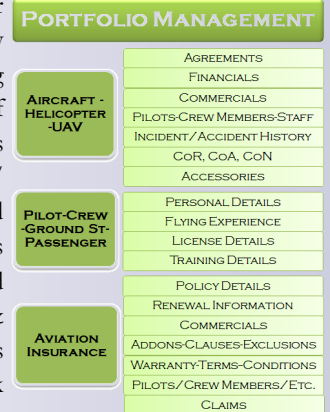 PORTFOLIO MANAGEMENT
AIRCRAFT -
HELICOPTER
-UAV
AGREEMENTS
FINANCIALS
COMMERCIALS
PILOTS-CREW MEMBERS-STAFF
INCIDENT/ACCIDENT HISTORY
COR, COA, CON
ACCESSORIES
PILOT-CREW
-GROUND ST-
PASSENGER
PERSONAL DETAILS
FLYING EXPERIENCE
LICENSE DETAILS
TRAINING DETAILS
AVIATION
INSURANCE
POLICY DETAILS
RENEWAL INFORMATION
COMMERCIALS
ADDONS-CLAUSES-EXCLUSIONS
WARRANTY-TERMS-CONDITIONS
PILOTS/CREW MEMBERS/ETC.
CLAIMS